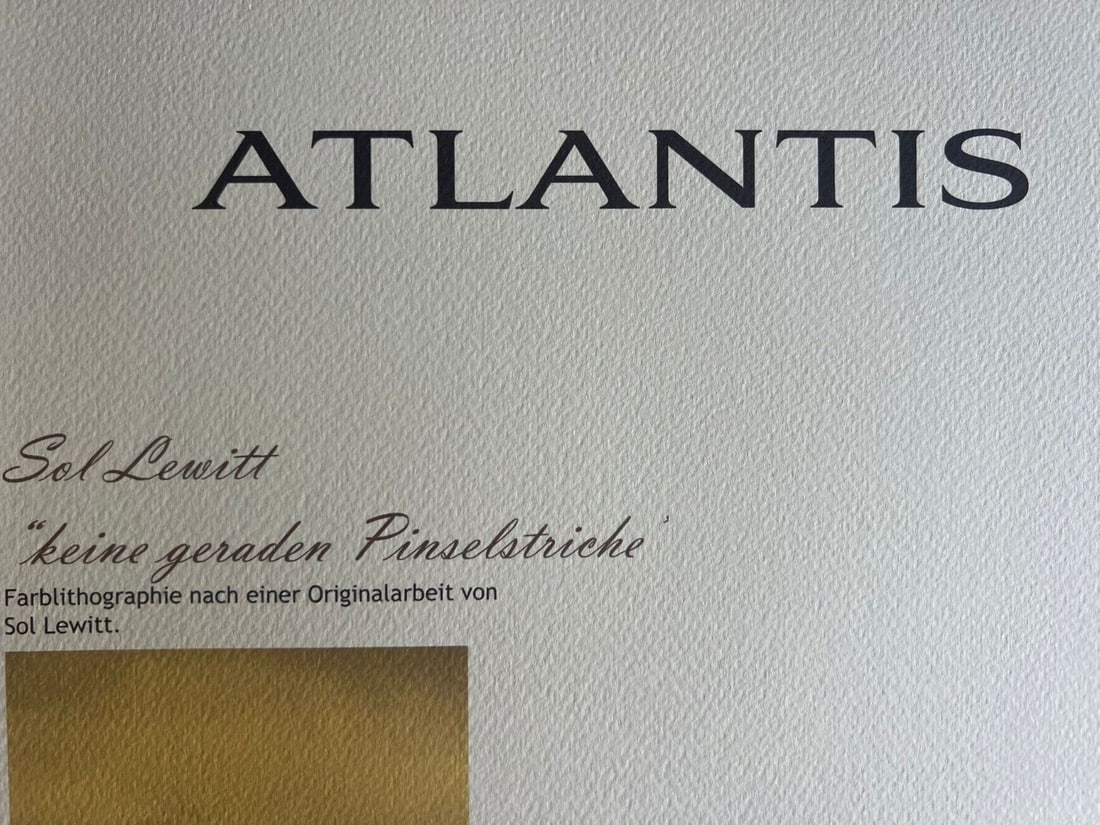 ATLANTIS
Sol Lewitt
“keine geraden Pinselstriche’
Farblithographie nach einer Originalarbeit von
Sol Lewitt.